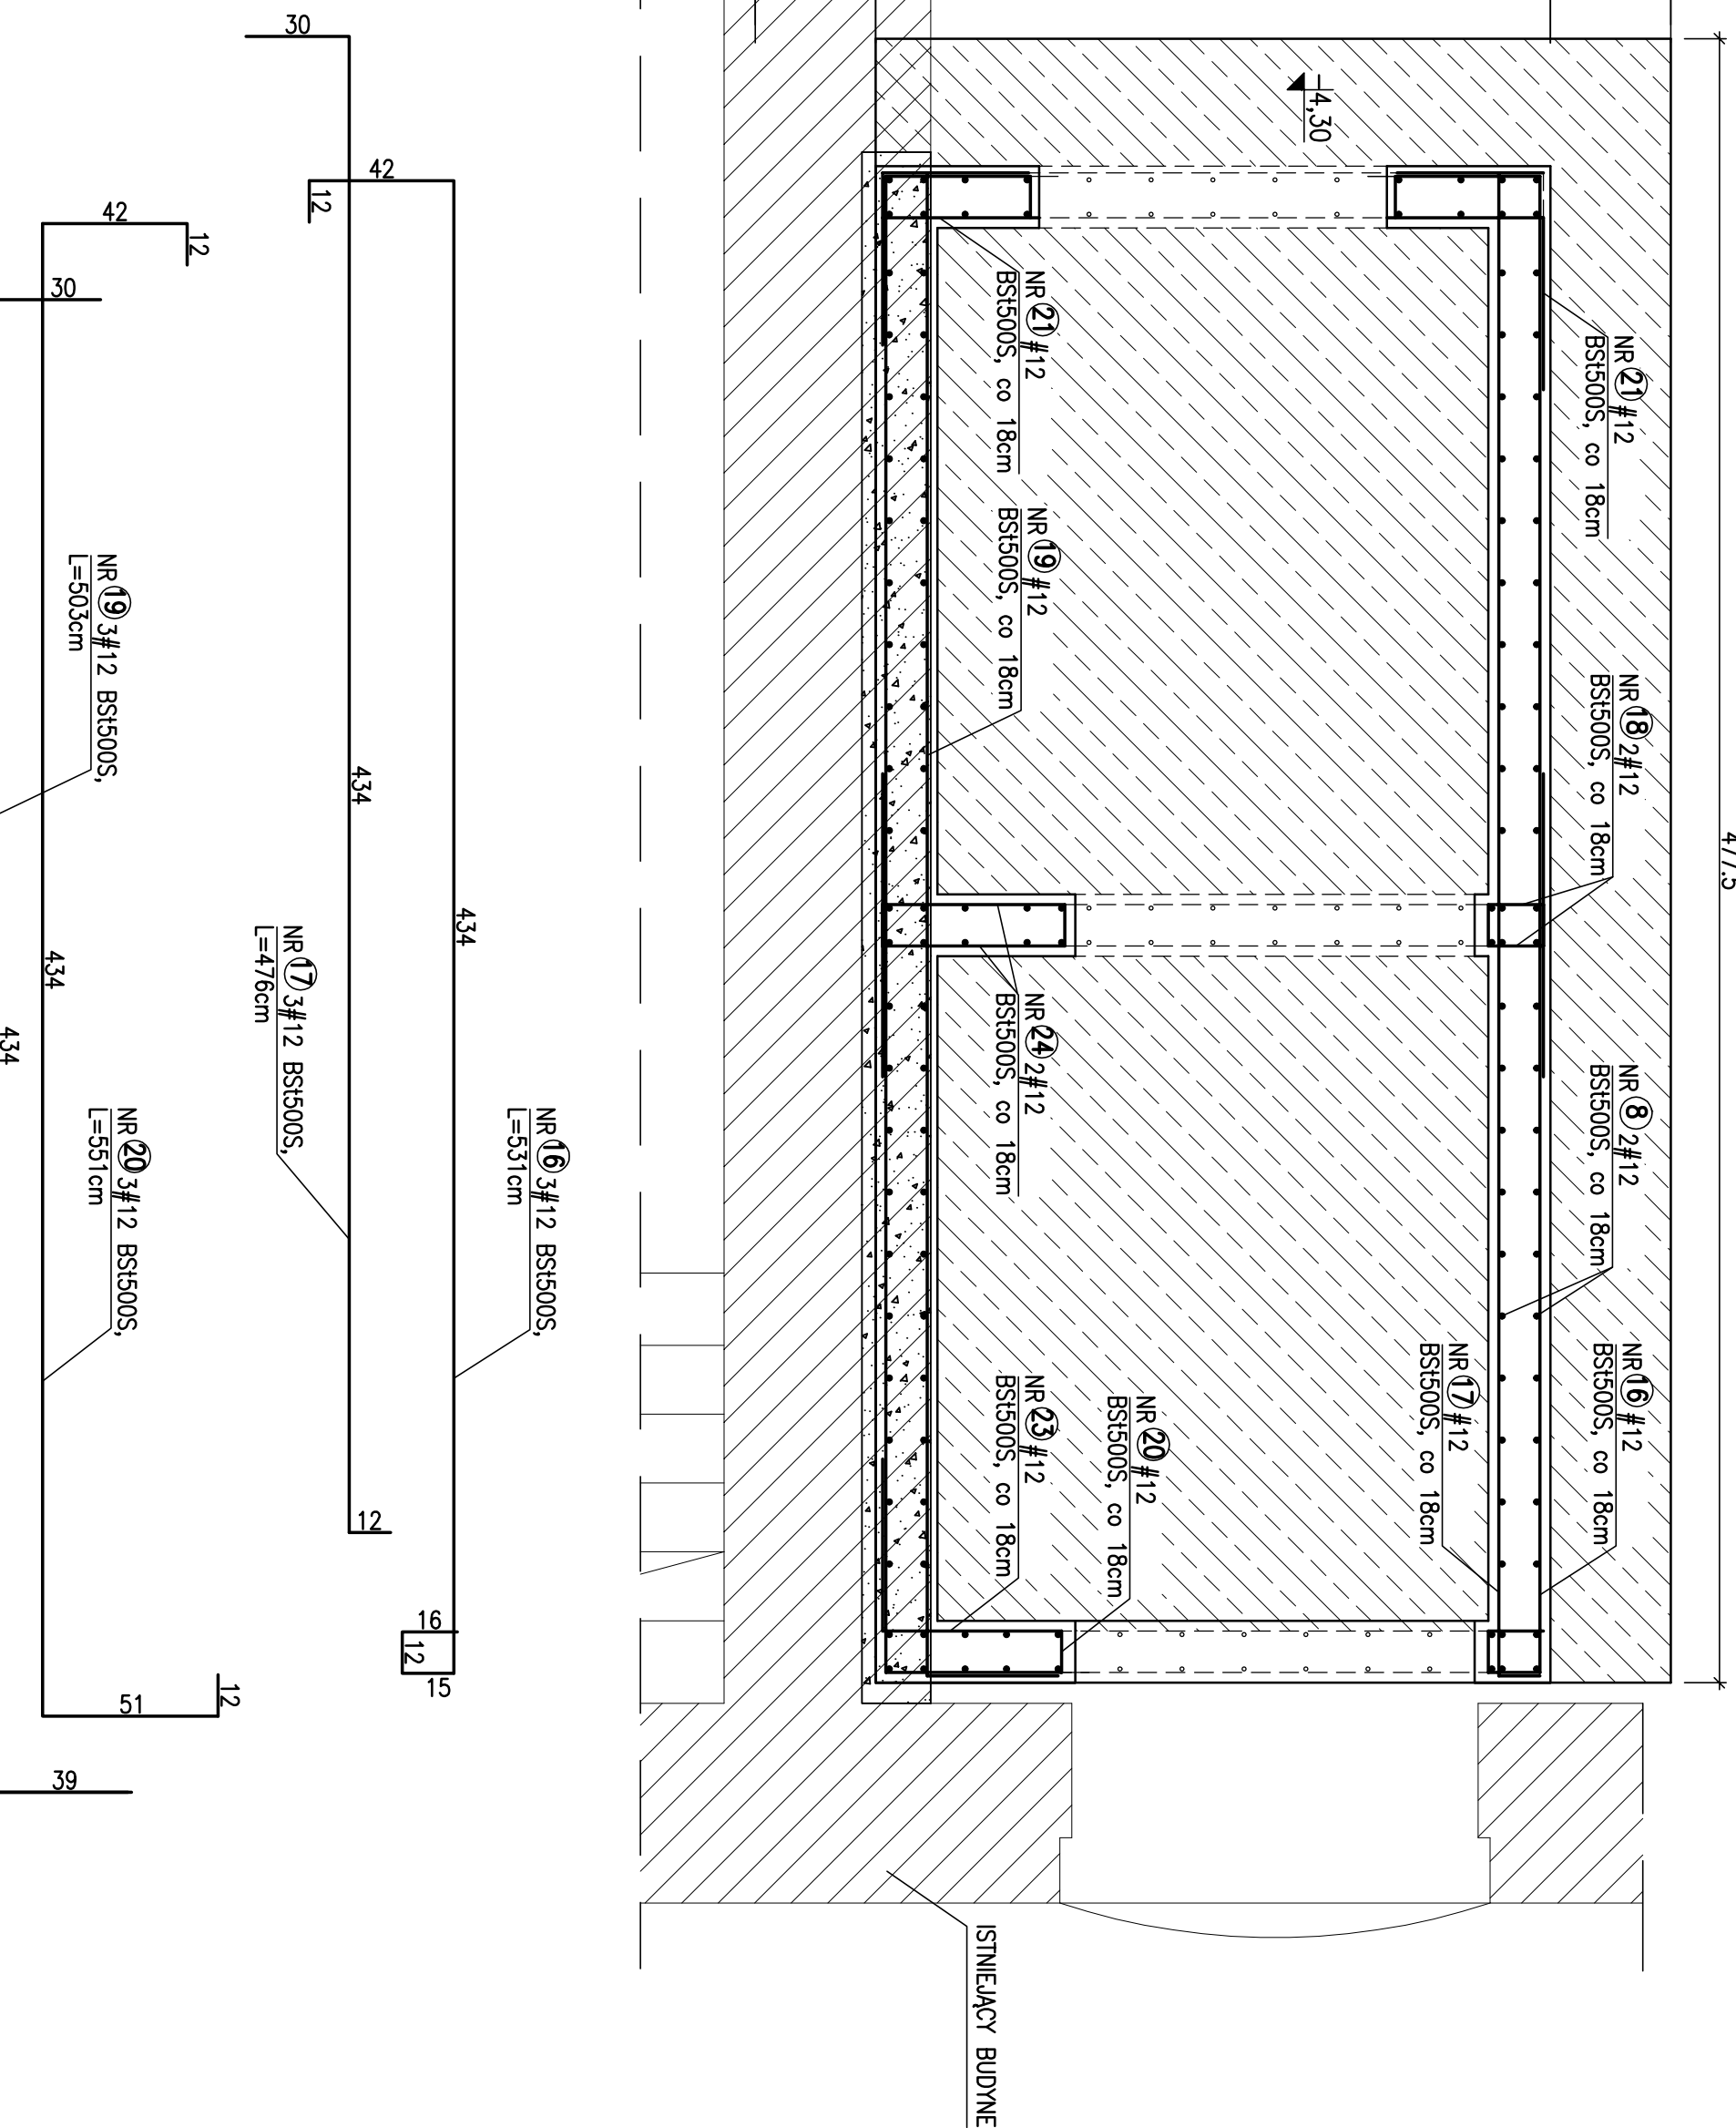 477.5
-4,30
NR 21 #12
BSt500S, co 18cm
NR 18 2#12
BSt500S, co 18cm
NR 8 2#12
BSt500S, co 18cm
NR 16 #12
BSt500S, co 18cm
NR 17 #12
BSt500S, co 18cm
NR 21 #12
BSt500S, co 18cm
NR 19 #12
BSt500S, co 18cm
NR 24 2#12
BSt500S, co 18cm
NR 20 #12
BSt500S, co 18cm
NR 23 #12
BSt500S, co 18cm
ISTNIEJĄCY BUDYNE
NR 16 3#12 BSt500S,
L=531cm
42
12
434
16
12
15
NR 17 3#12 BSt500S,
L=476cm
30
434
12
NR 20 3#12 BSt500S,
L=551cm
42
12
434
51
12
NR 19 3#12 BSt500S,
L=503cm
30
434
39